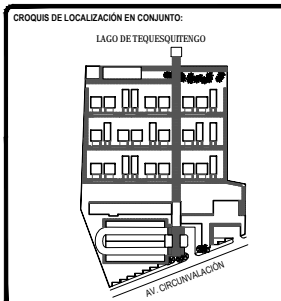 CROQUIS DE LOCALIZACIÓN EN CONJUNTO:
LAGO DE TEQUESQUITENGO
AV. CIRCUNVALACIÓN